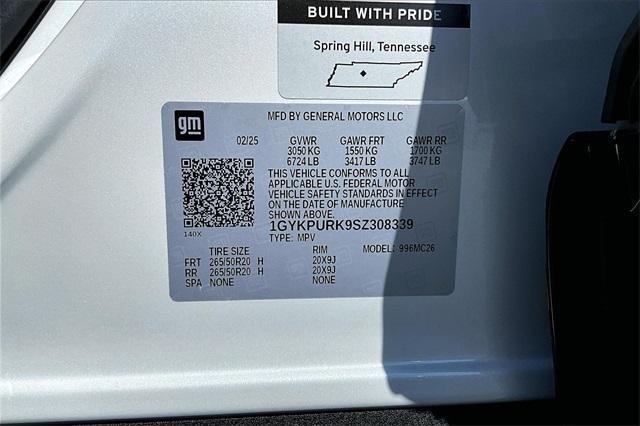 BUILT WITH PRIDE
Spring Hill, Tennessee
gm
MFD BY GENERAL MOTORS LLC
02/25 GVWR GAWR FRT GAWR RR
3050 KG 1550 KG 1700 KG
6724 LB 3417 LB 3747 LB
THIS VEHICLE CONFORMS TO ALL
APPLICABLE U.S. FEDERAL MOTOR
VEHICLE SAFETY STANDARDS IN EFFECT
ON THE DATE OF MANUFACTURE
SHOWN ABOVE.
1GYKPURK9SZ308339
140X TYPE: MPV
TIRE SIZE RIM MODEL: 996MC26
FRT 265/50R20 H 20X9J
RR 265/50R20 H 20X9J
SPA NONE NONE